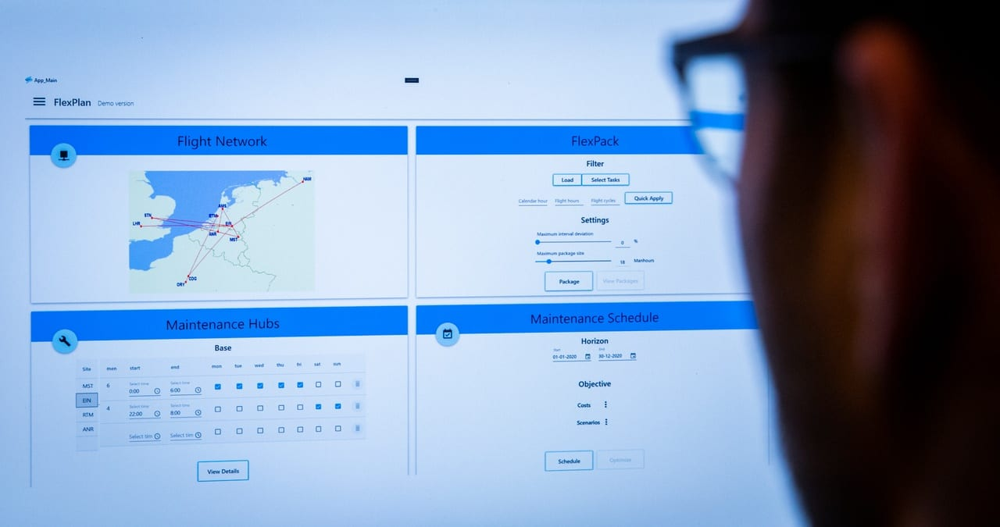 App_Main
FlexPlan Demo version
Flight Network
HAM
AMS
STN
RTM
LHR
EIN
ANR
MST
CDG
ORY
FlexPack
Filter
Load Select Tasks
Calendar hour Flight hours Flight cycles Quick Apply
Settings
Maximum interval deviation
0 %
Maximum package size
18 Manhours
Package View Packages
Maintenance Hubs
Base
Site men start end mon tue wed thu fri sat sun
MST 6 Select time 0:00 Select time 6:00
EIN
4 Select time 22:00 Select time 8:00
RTM
ANR Select tim Select tim
View Details
Maintenance Schedule
Horizon
Start End
01-01-2020 30-12-2020
Objective
Costs
Scenarios
Schedule Optimize